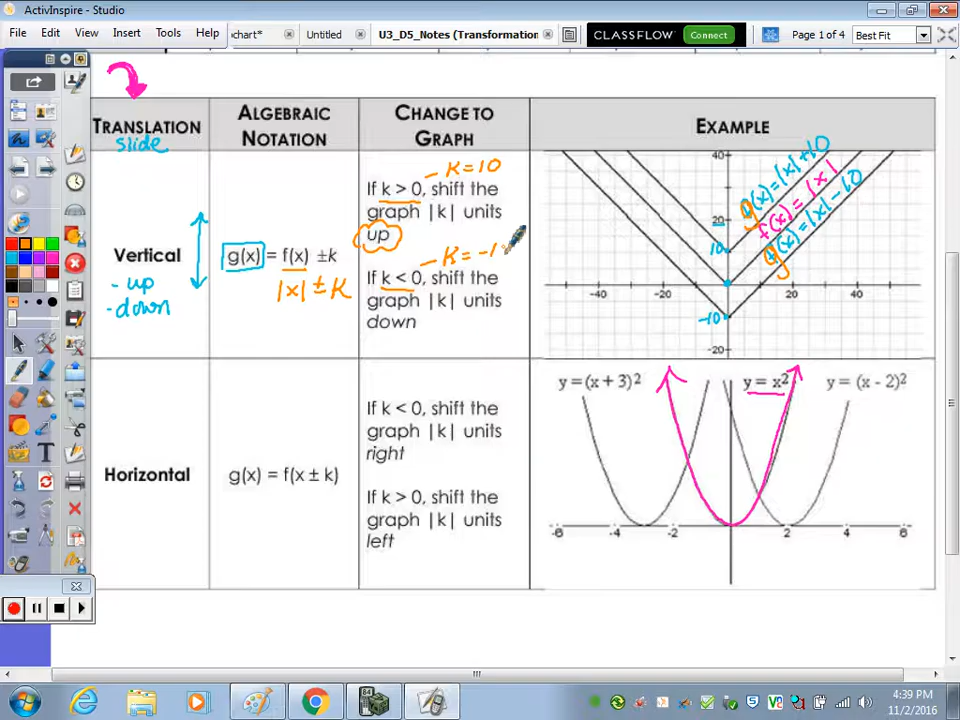 ActivInspire - Studio
File Edit View Insert Tools Help
chart* Untitled U3_D5_Notes (Transformation CLASSFLOW Connect Page 1 of 4 Best Fit
TRANSLATION
slide
ALGEBRAIC
NOTATION
CHANGE TO
GRAPH
EXAMPLE
Vertical
- up
- down
g(x) = f(x) ±k
|x| ± K
- K = 10
If k > 0, shift the
graph |k| units
up
- K = -1
If k < 0, shift the
graph |k| units
down
g(x) = |x| + 10
f(x) = |x|
g(x) = |x| - 10
40
20
10
-40 -20 20 40
-10
-20
Horizontal
g(x) = f(x ± k)
If k < 0, shift the
graph |k| units
right
If k > 0, shift the
graph |k| units
left
y = (x + 3)2 y = x2 y = (x - 2)2
-6 -4 -2 2 4 6
4:39 PM
11/2/2016